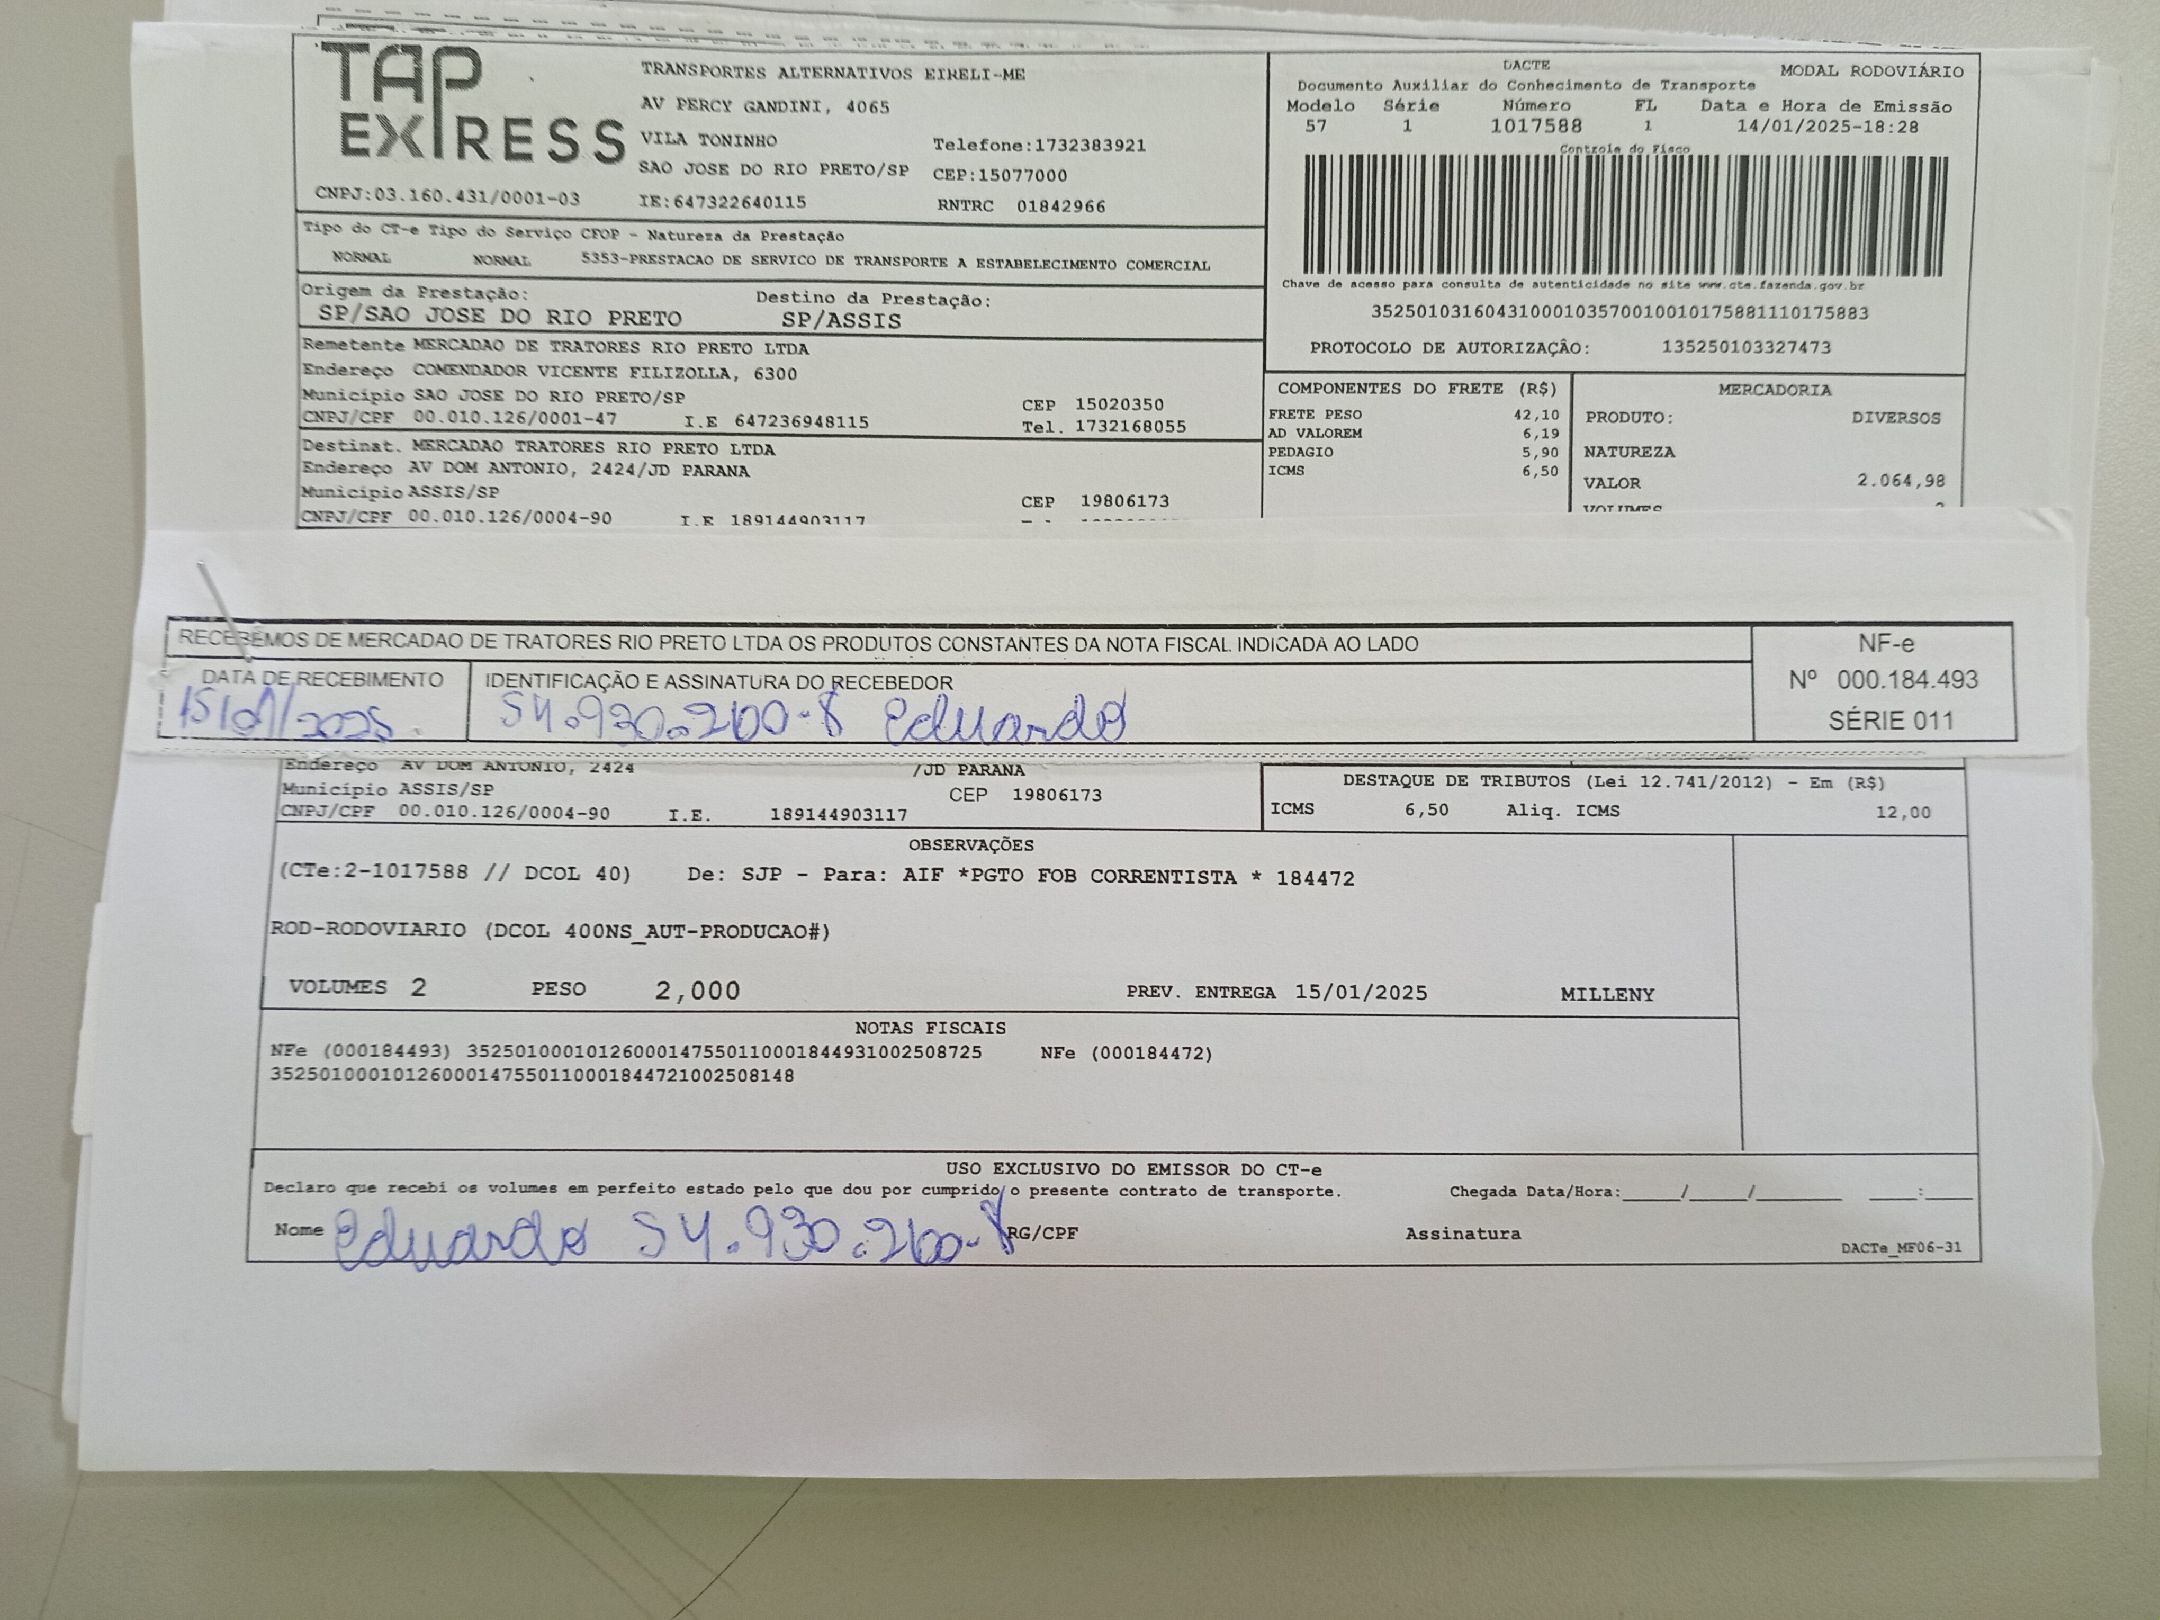 TAP EXPRESS
TRANSPORTES ALTERNATIVOS EIRELI-ME
AV PERCY GANDINI, 4065
VILA TONINHO
Telefone:1732383921
SAO JOSE DO RIO PRETO/SP CEP:15077000
CNPJ:03.160.431/0001-03 IE:647322640115 RNTRC 01842966
DACTE
MODAL RODOVIÁRIO
Documento Auxiliar do Conhecimento de Transporte
Modelo Série Número FL Data e Hora de Emissão
57 1 1017588 1 14/01/2025-18:28
Controle do Fisco
Chave de acesso para consulta de autenticidade no site www.cte.fazenda.gov.br
35250103160431000103570010010175881110175883
PROTOCOLO DE AUTORIZAÇÃO: 135250103327473
Tipo do CT-e Tipo do Serviço CFOP - Natureza da Prestação
NORMAL NORMAL 5353-PRESTACAO DE SERVICO DE TRANSPORTE A ESTABELECIMENTO COMERCIAL
Origem da Prestação: Destino da Prestação:
SP/SAO JOSE DO RIO PRETO SP/ASSIS
Remetente MERCADAO DE TRATORES RIO PRETO LTDA
Endereço COMENDADOR VICENTE FILIZOLLA, 6300
Município SAO JOSE DO RIO PRETO/SP CEP 15020350
CNPJ/CPF 00.010.126/0001-47 I.E 647236948115 Tel. 1732168055
Destinat. MERCADAO TRATORES RIO PRETO LTDA
Endereço AV DOM ANTONIO, 2424/JD PARANA
Município ASSIS/SP CEP 19806173
CNPJ/CPF 00.010.126/0004-90 I.E 189144903117
COMPONENTES DO FRETE (R$)
FRETE PESO 42,10
AD VALOREM 6,19
PEDAGIO 5,90
ICMS 6,50
MERCADORIA
PRODUTO: DIVERSOS
NATUREZA
VALOR 2.064,98
VOLUMES 2
RECEBEMOS DE MERCADAO DE TRATORES RIO PRETO LTDA OS PRODUTOS CONSTANTES DA NOTA FISCAL INDICADA AO LADO
DATA DE RECEBIMENTO IDENTIFICAÇÃO E ASSINATURA DO RECEBEDOR
15/01/2025 54.930.260-8 Eduardo
NF-e
Nº 000.184.493
SÉRIE 011
Endereço AV DOM ANTONIO, 2424 /JD PARANA
Município ASSIS/SP CEP 19806173
CNPJ/CPF 00.010.126/0004-90 I.E. 189144903117
DESTAQUE DE TRIBUTOS (Lei 12.741/2012) - Em (R$)
ICMS 6,50 Aliq. ICMS 12,00
OBSERVAÇÕES
(CTe:2-1017588 // DCOL 40) De: SJP - Para: AIF *PGTO FOB CORRENTISTA * 184472
ROD-RODOVIARIO (DCOL 400NS_AUT-PRODUCAO#)
VOLUMES 2 PESO 2,000 PREV. ENTREGA 15/01/2025 MILLENY
NOTAS FISCAIS
NFe (000184493) 35250100010126000147550110001844931002508725 NFe (000184472)
35250100010126000147550110001844721002508148
USO EXCLUSIVO DO EMISSOR DO CT-e
Declaro que recebi os volumes em perfeito estado pelo que dou por cumprido o presente contrato de transporte. Chegada Data/Hora:_____/_____/_______ ____:____
Nome Eduardo 54.930.260-8 RG/CPF Assinatura
DACTe_MF06-31